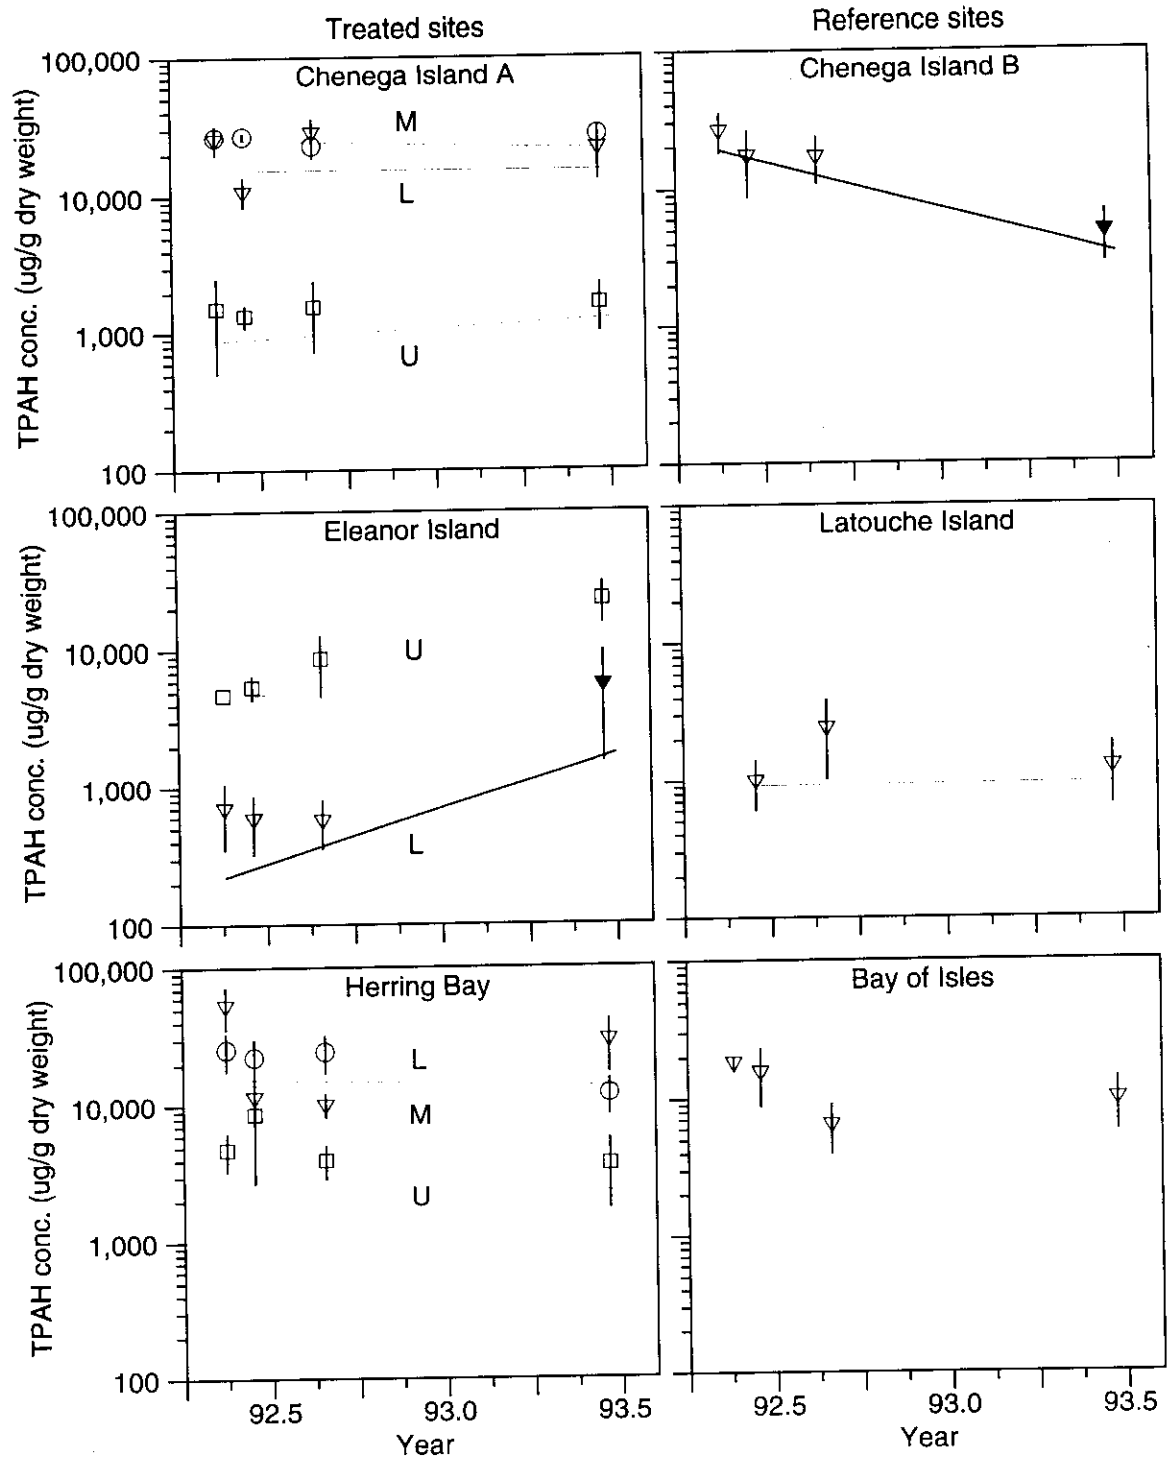 Treated sites
Reference sites
TPAH conc. (ug/g dry weight)
100,000
10,000
1,000
100
Chenega Island A
M
L
U
Chenega Island B
TPAH conc. (ug/g dry weight)
100,000
10,000
1,000
100
Eleanor Island
U
L
Latouche Island
TPAH conc. (ug/g dry weight)
100,000
10,000
1,000
100
Herring Bay
L
M
U
Bay of Isles
92.5 93.0 93.5
Year
92.5 93.0 93.5
Year